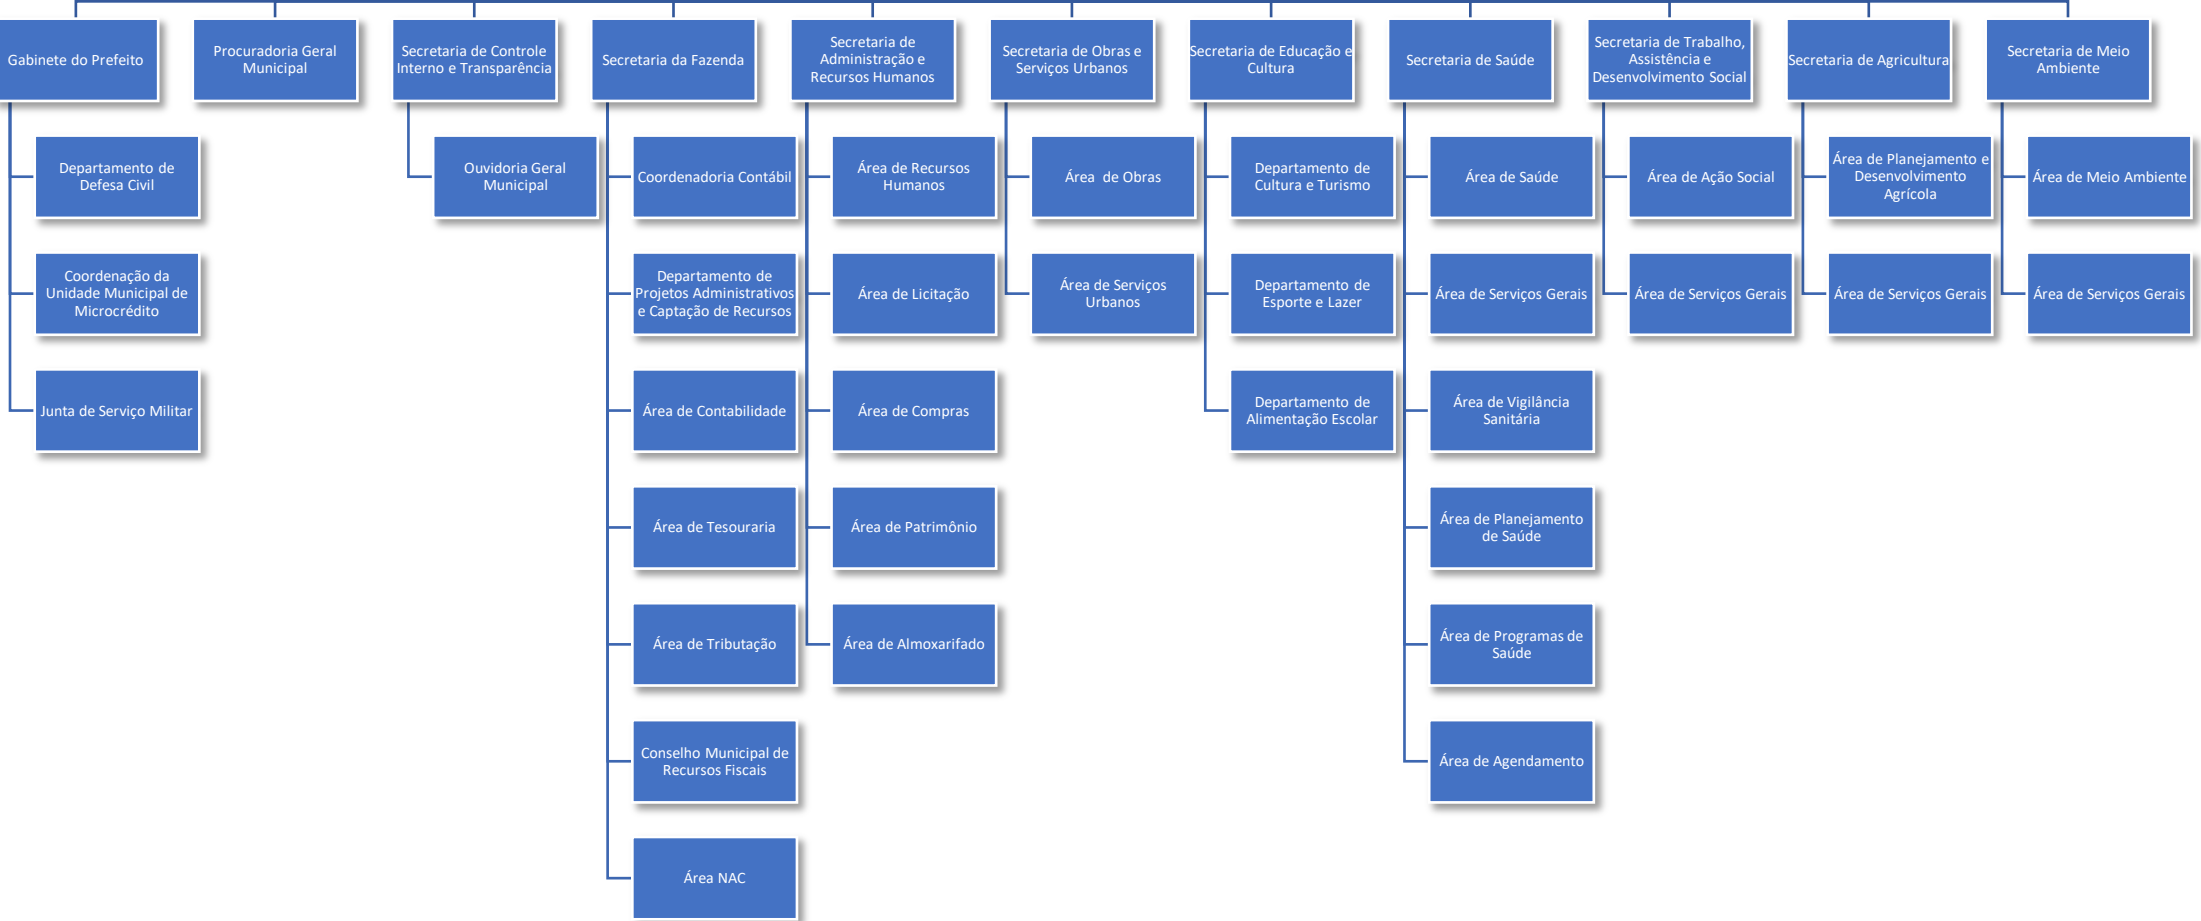 Gabinete do Prefeito
Procuradoria Geral
Municipal
Secretaria de Controle
Interno e Transparência
Secretaria da Fazenda
Secretaria de
Administração e
Recursos Humanos
Secretaria de Obras e
Serviços Urbanos
Secretaria de Educação e
Cultura
Secretaria de Saúde
Secretaria de Trabalho,
Assistência e
Desenvolvimento Social
Secretaria de Agricultura
Secretaria de Meio
Ambiente
Departamento de
Defesa Civil
Coordenação da
Unidade Municipal de
Microcrédito
Junta de Serviço Militar
Ouvidoria Geral
Municipal
Coordenadoria Contábil
Departamento de
Projetos Administrativos
e Captação de Recursos
Área de Contabilidade
Área de Tesouraria
Área de Tributação
Conselho Municipal de
Recursos Fiscais
Área NAC
Área de Recursos
Humanos
Área de Licitação
Área de Compras
Área de Patrimônio
Área de Almoxarifado
Área de Obras
Área de Serviços
Urbanos
Departamento de
Cultura e Turismo
Departamento de
Esporte e Lazer
Departamento de
Alimentação Escolar
Área de Saúde
Área de Serviços Gerais
Área de Vigilância
Sanitária
Área de Planejamento
de Saúde
Área de Programas de
Saúde
Área de Agendamento
Área de Ação Social
Área de Serviços Gerais
Área de Planejamento e
Desenvolvimento
Agrícola
Área de Serviços Gerais
Área de Meio Ambiente
Área de Serviços Gerais